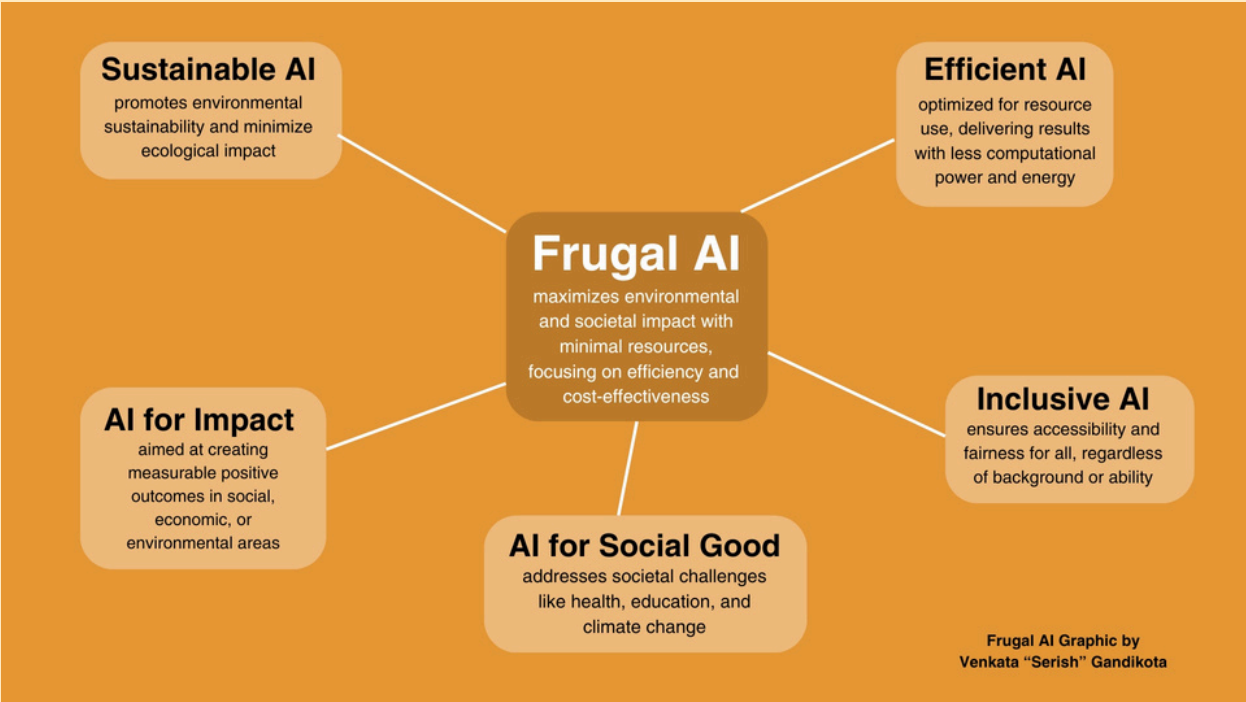 Sustainable AI
promotes environmental
sustainability and minimize
ecological impact
Efficient AI
optimized for resource
use, delivering results
with less computational
power and energy
Frugal AI
maximizes environmental
and societal impact with
minimal resources,
focusing on efficiency and
cost-effectiveness
AI for Impact
aimed at creating
measurable positive
outcomes in social,
economic, or
environmental areas
Inclusive AI
ensures accessibility and
fairness for all, regardless
of background or ability
AI for Social Good
addresses societal challenges
like health, education, and
climate change
Frugal AI Graphic by
Venkata “Serish” Gandikota